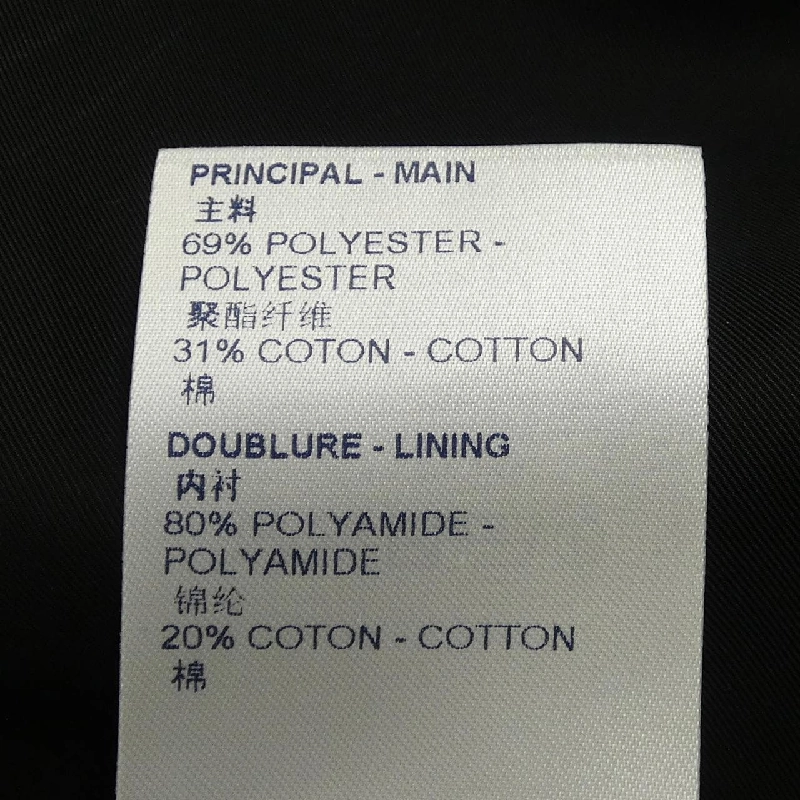 PRINCIPAL - MAIN
主料
69% POLYESTER -
POLYESTER
聚酯纤维
31% COTON - COTTON
棉
DOUBLURE - LINING
内衬
80% POLYAMIDE -
POLYAMIDE
锦纶
20% COTON - COTTON
棉